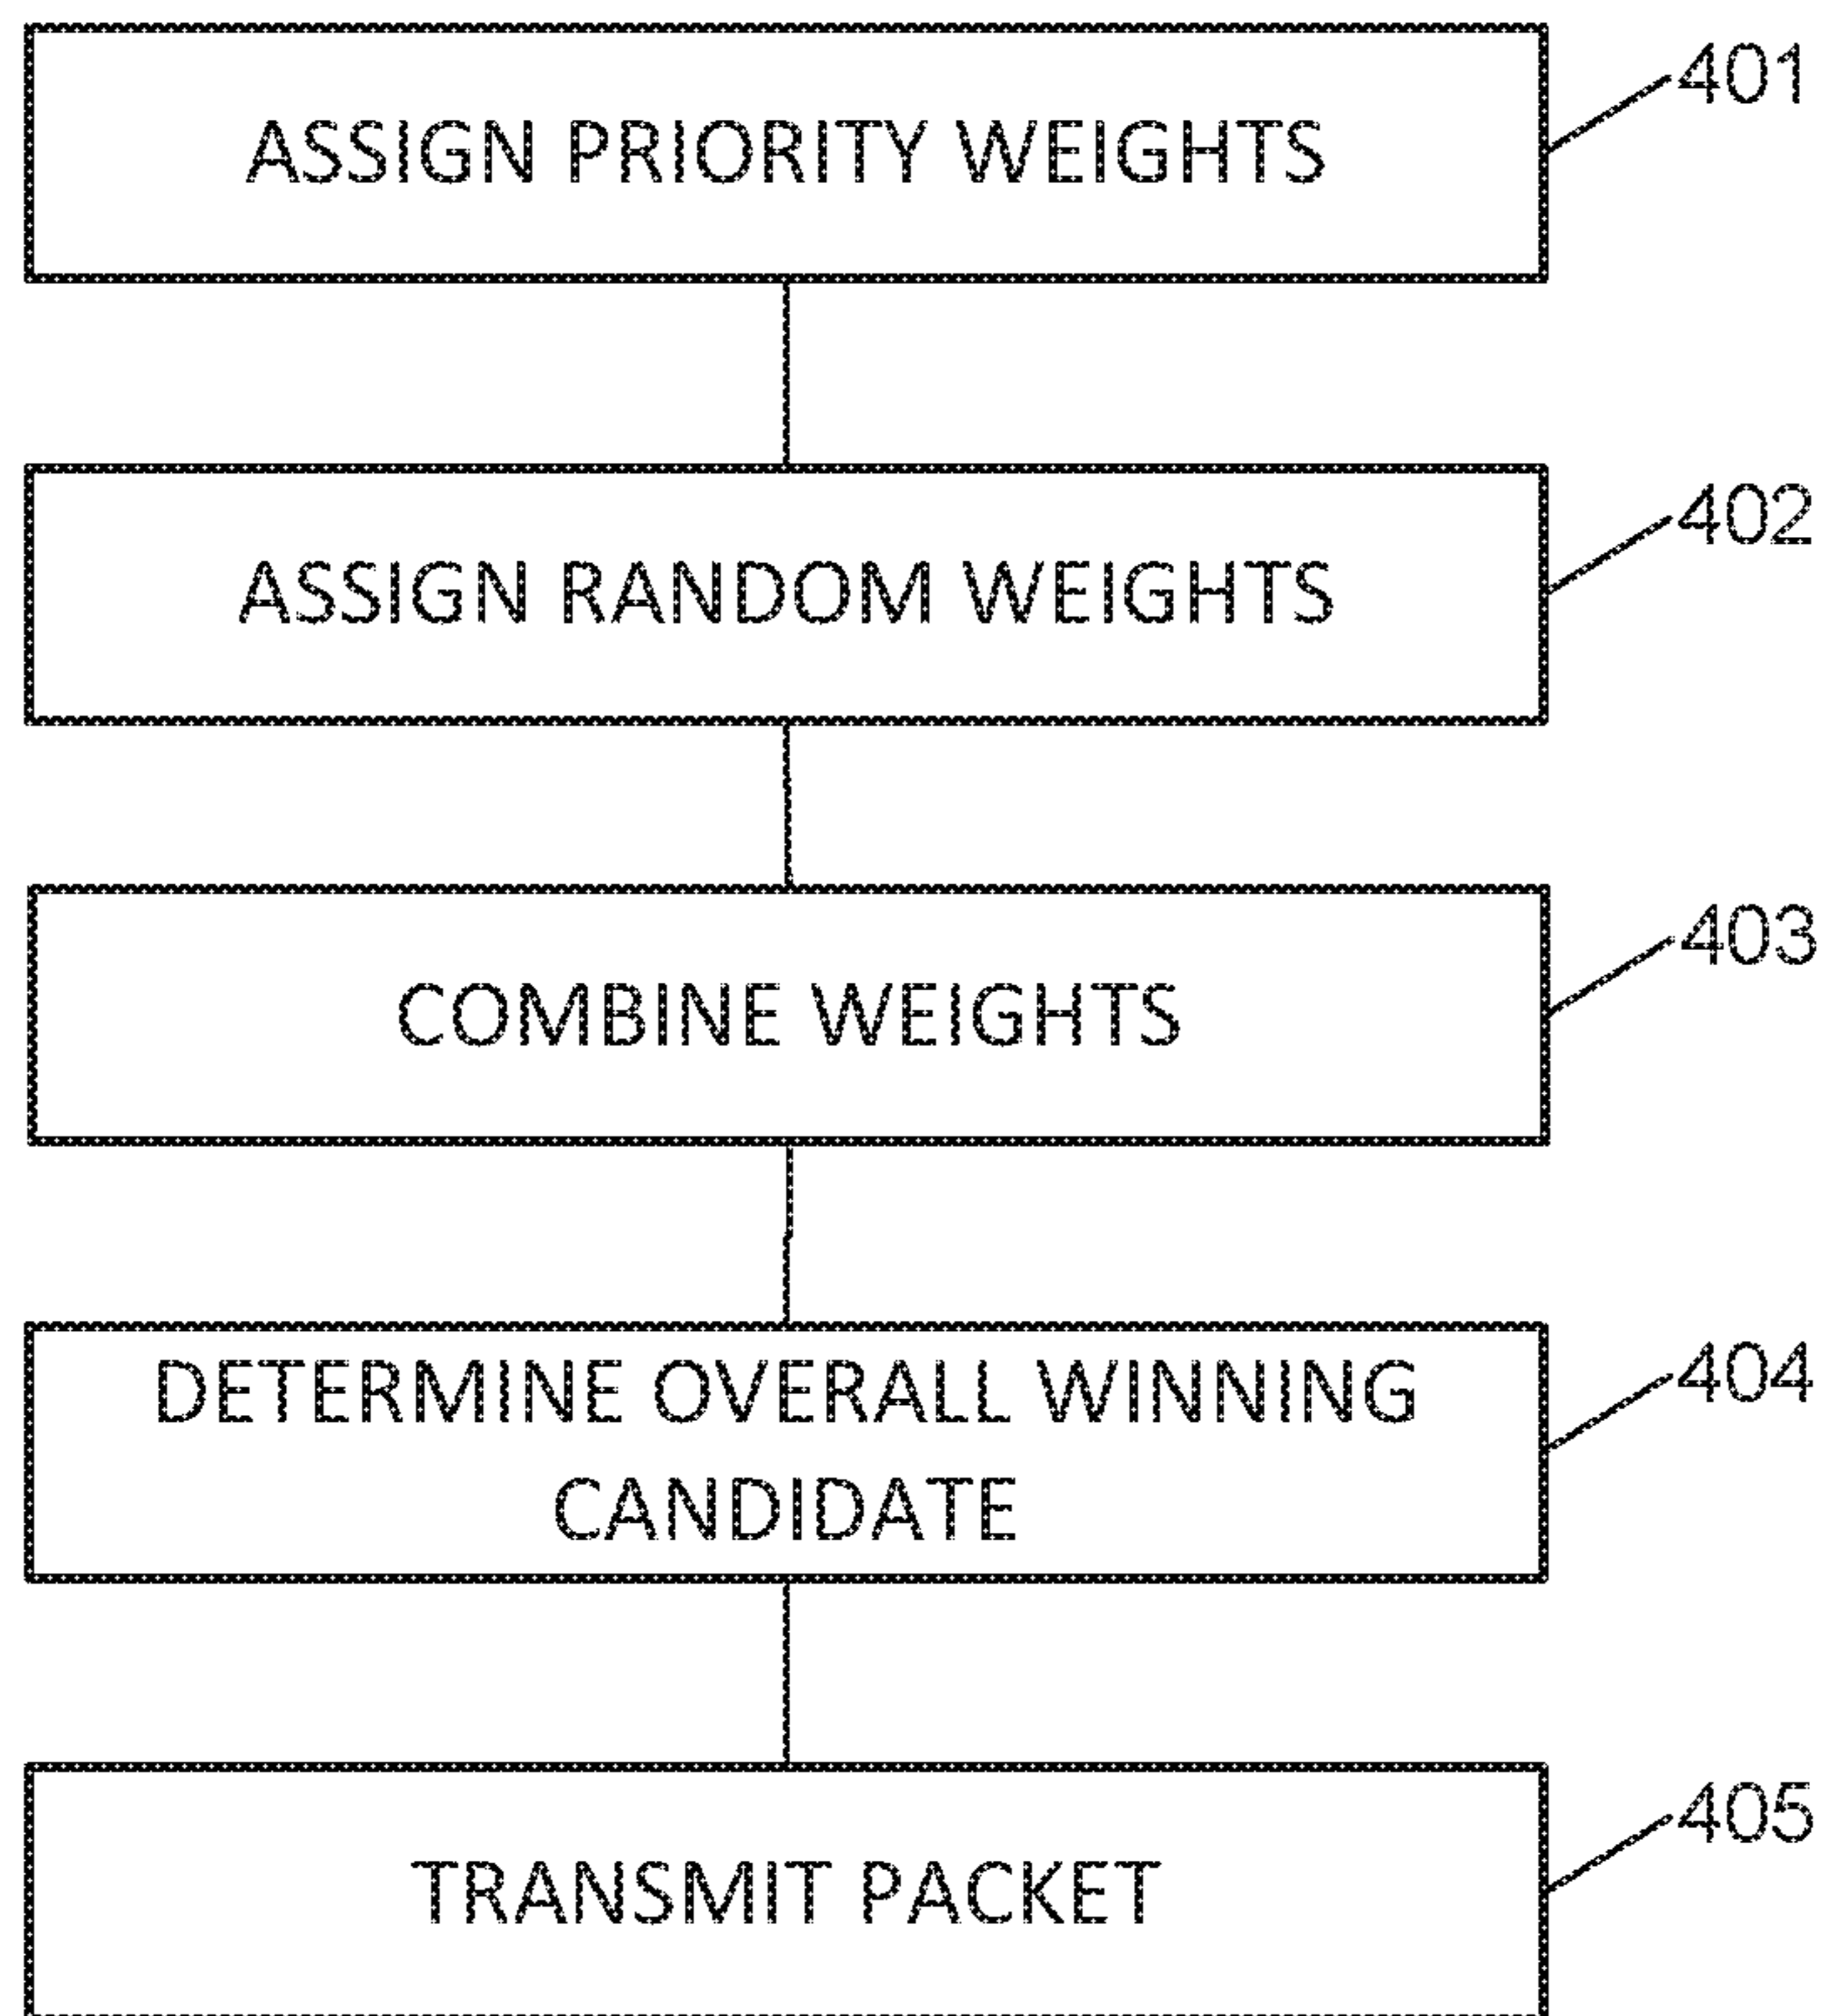 401
ASSIGN PRIORITY WEIGHTS
402
ASSIGN RANDOM WEIGHTS
403
COMBINE WEIGHTS
404
DETERMINE OVERALL WINNING
CANDIDATE
405
TRANSMIT PACKET